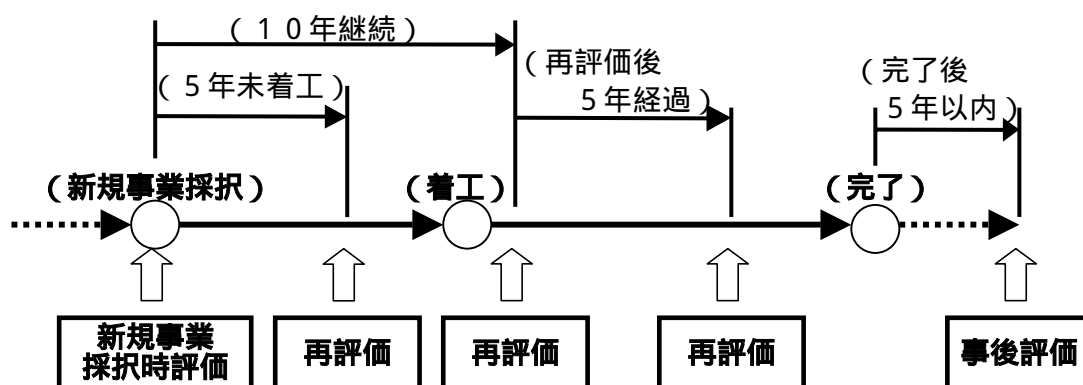 （１０年継続）
（５年未着工）
（再評価後
５年経過）
（完了後
５年以内）
（新規事業採択）
（着工）
（完了）
新規事業
採択時評価
再評価
再評価
再評価
事後評価